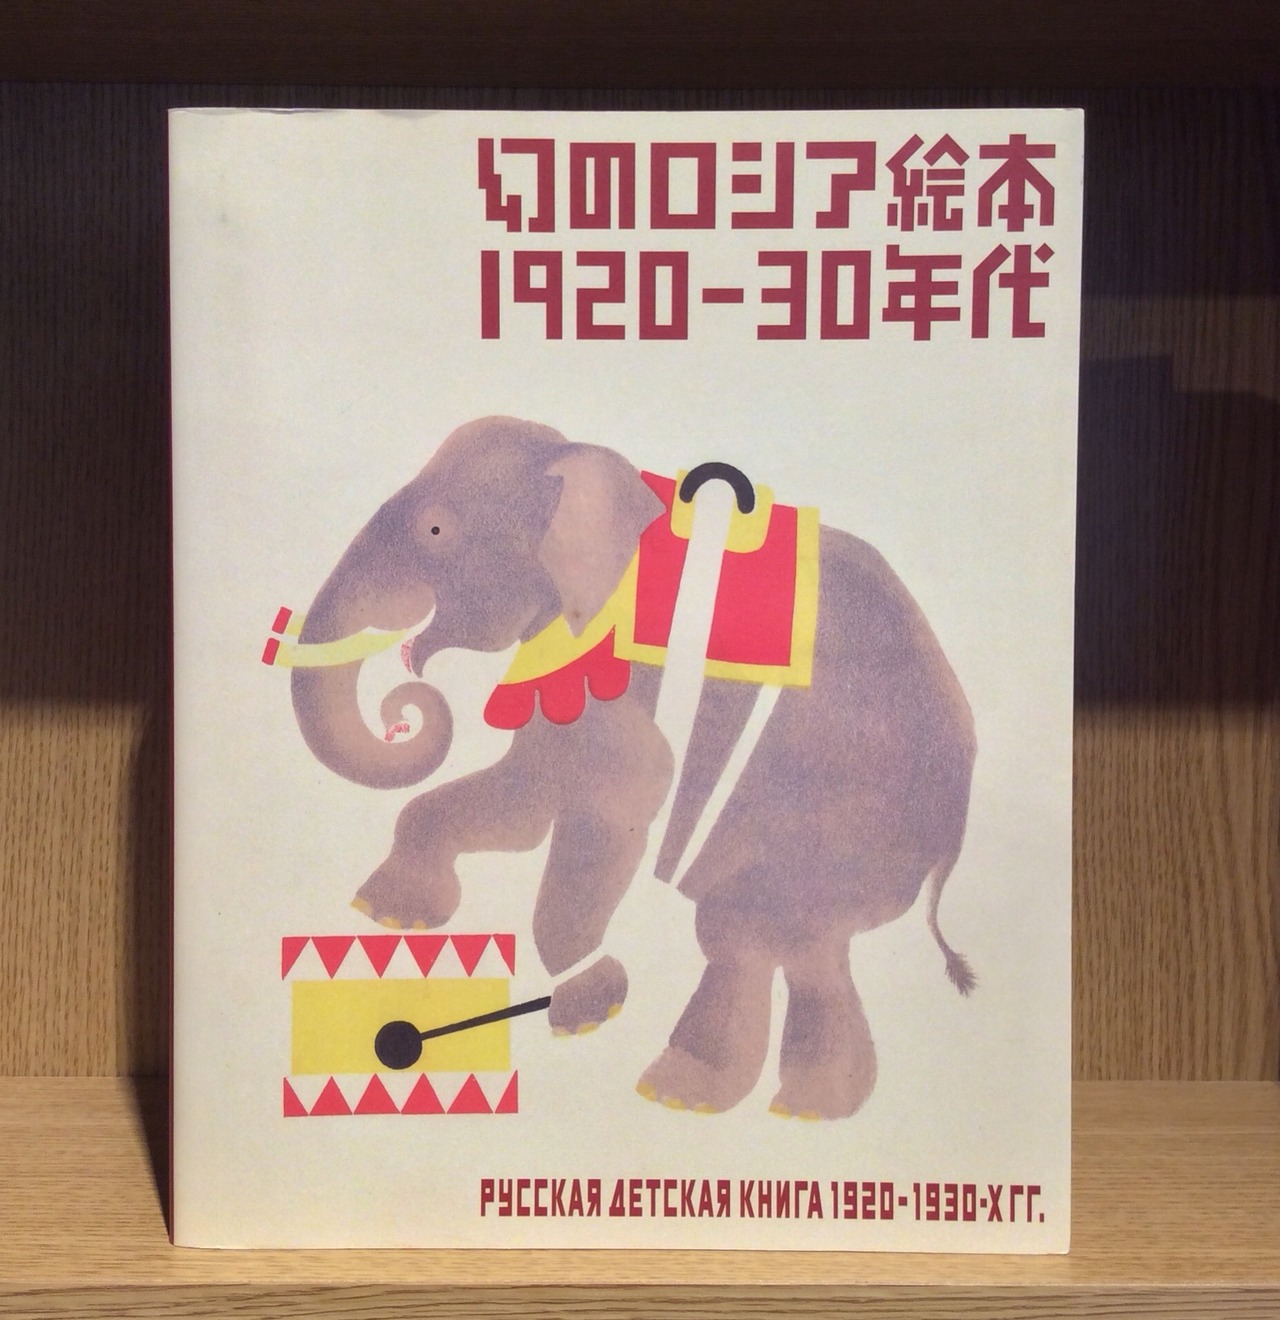 幻のロシア絵本
1920-30年代
РУССКАЯ ДЕТСКАЯ КНИГА 1920-1930-Х ГГ.